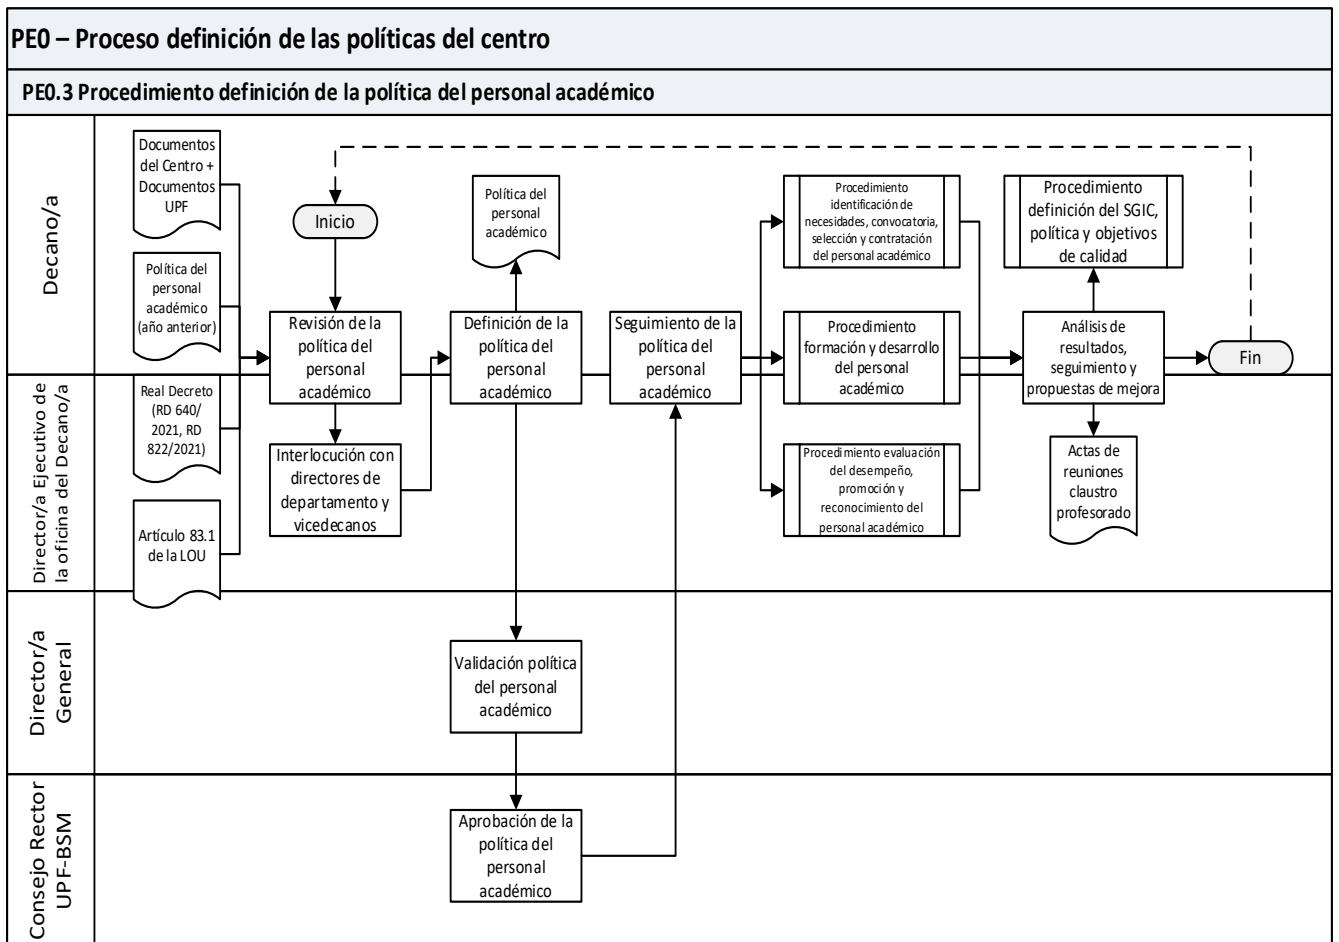 PE0 – Proceso definición de las políticas del centro
PE0.3 Procedimiento definición de la política del personal académico
Decano/a
Documentos
del Centro +
Documentos
UPF
Política del
personal
académico
(año anterior)
Inicio
Revisión de la
política del
personal
académico
Política del
personal
académico
Definición de la
política del
personal
académico
Seguimiento de la
política del
personal
académico
Procedimiento
identificación de
necesidades, convocatoria,
selección y contratación
del personal académico
Procedimiento
formación y desarrollo
del personal
académico
Procedimiento
definición del SGIC,
política y objetivos
de calidad
Análisis de
resultados,
seguimiento y
propuestas de mejora
Fin
Director/a Ejecutivo de
la oficina del Decano/a
Real Decreto
(RD 640/
2021, RD
822/2021)
Artículo 83.1
de la LOU
Interlocución con
directores de
departamento y
vicedecanos
Procedimiento evaluación
del desempeño,
promoción y
reconocimiento del
personal académico
Actas de
reuniones
claustro
profesorado
Director/a
General
Validación política
del personal
académico
Consejo Rector
UPF-BSM
Aprobación de la
política del
personal
académico